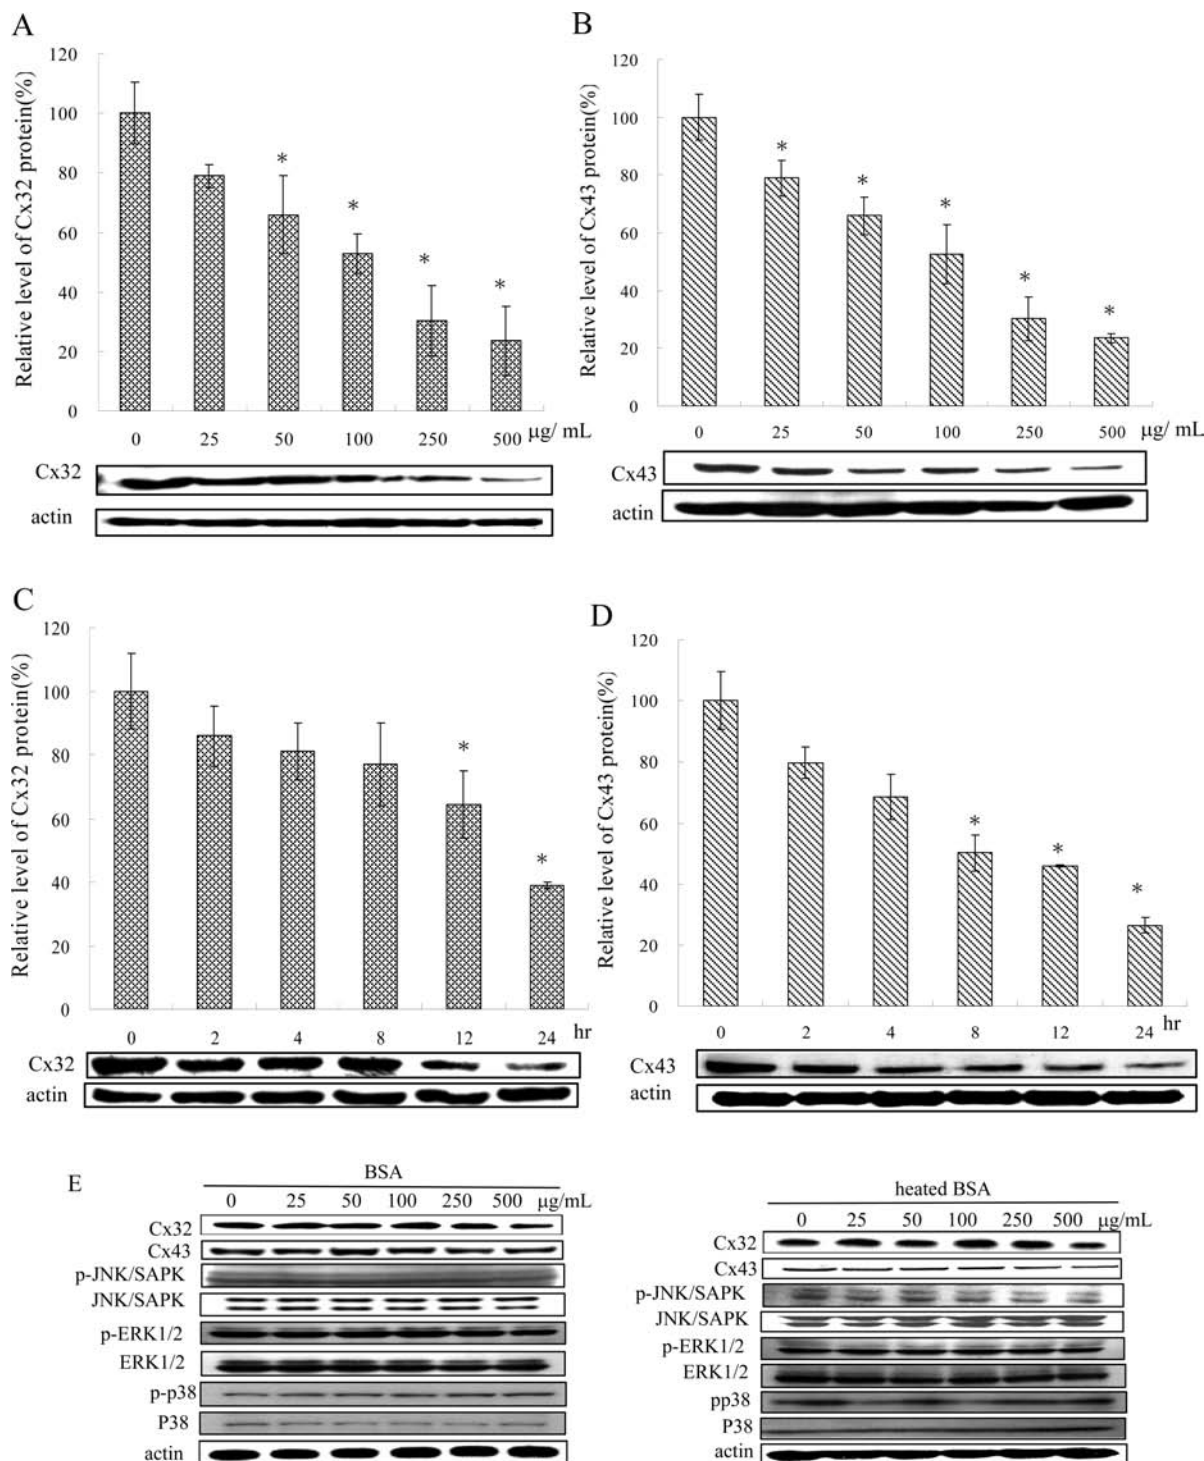 A
Relative level of Cx32 protein(%)
120
100
80
60
40
20
0
*
*
*
*
0 25 50 100 250 500 μg/ mL
Cx32
actin
B
Relative level of Cx43 protein(%)
120
100
80
60
40
20
0
*
*
*
*
*
0 25 50 100 250 500 μg/ mL
Cx43
actin
C
Relative level of Cx32 protein(%)
120
100
80
60
40
20
0
*
*
0 2 4 8 12 24 hr
Cx32
actin
D
Relative level of Cx43 protein(%)
120
100
80
60
40
20
0
*
*
*
0 2 4 8 12 24 hr
Cx43
actin
E
BSA
0 25 50 100 250 500 μg/mL
Cx32
Cx43
p-JNK/SAPK
JNK/SAPK
p-ERK1/2
ERK1/2
p-p38
P38
actin
heated BSA
0 25 50 100 250 500 μg/mL
Cx32
Cx43
p-JNK/SAPK
JNK/SAPK
p-ERK1/2
ERK1/2
pp38
P38
actin